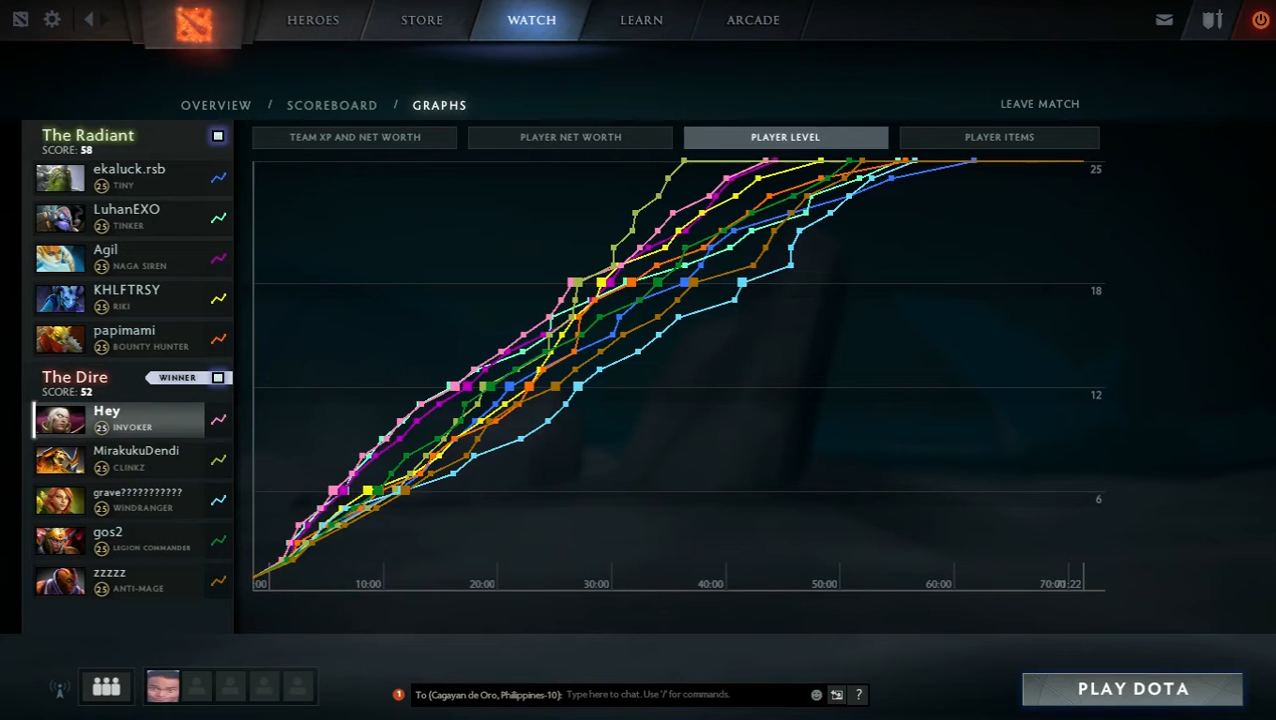 HEROES
STORE
WATCH
LEARN
ARCADE
OVERVIEW / SCOREBOARD / GRAPHS
LEAVE MATCH
TEAM XP AND NET WORTH
PLAYER NET WORTH
PLAYER LEVEL
PLAYER ITEMS
The Radiant
SCORE: 58
ekaluck.rsb
25 TINY
LuhanEXO
25 TINKER
Agil
25 NAGA SIREN
KHLFTRSY
25 RIKI
papimami
25 BOUNTY HUNTER
The Dire
WINNER
SCORE: 52
Hey
25 INVOKER
MirakukuDendi
25 CLINKZ
grave???????????
25 WINDRANGER
gos2
25 LEGION COMMANDER
zzzzz
25 ANTI-MAGE
25
18
12
6
:00
10:00
20:00
30:00
40:00
50:00
60:00
70:00
:22
1
To (Cagayan de Oro, Philippines-10): Type here to chat. Use '/' for commands.
?
PLAY DOTA